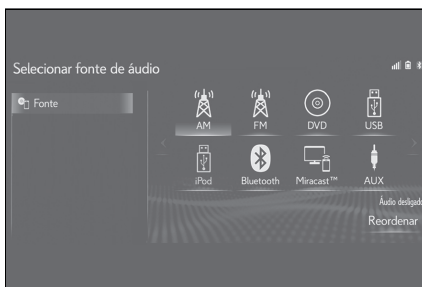 Selecionar fonte de áudio
Fonte
AM FM DVD USB
iPod Bluetooth Miracast™ AUX
Áudio desligado
Reordenar